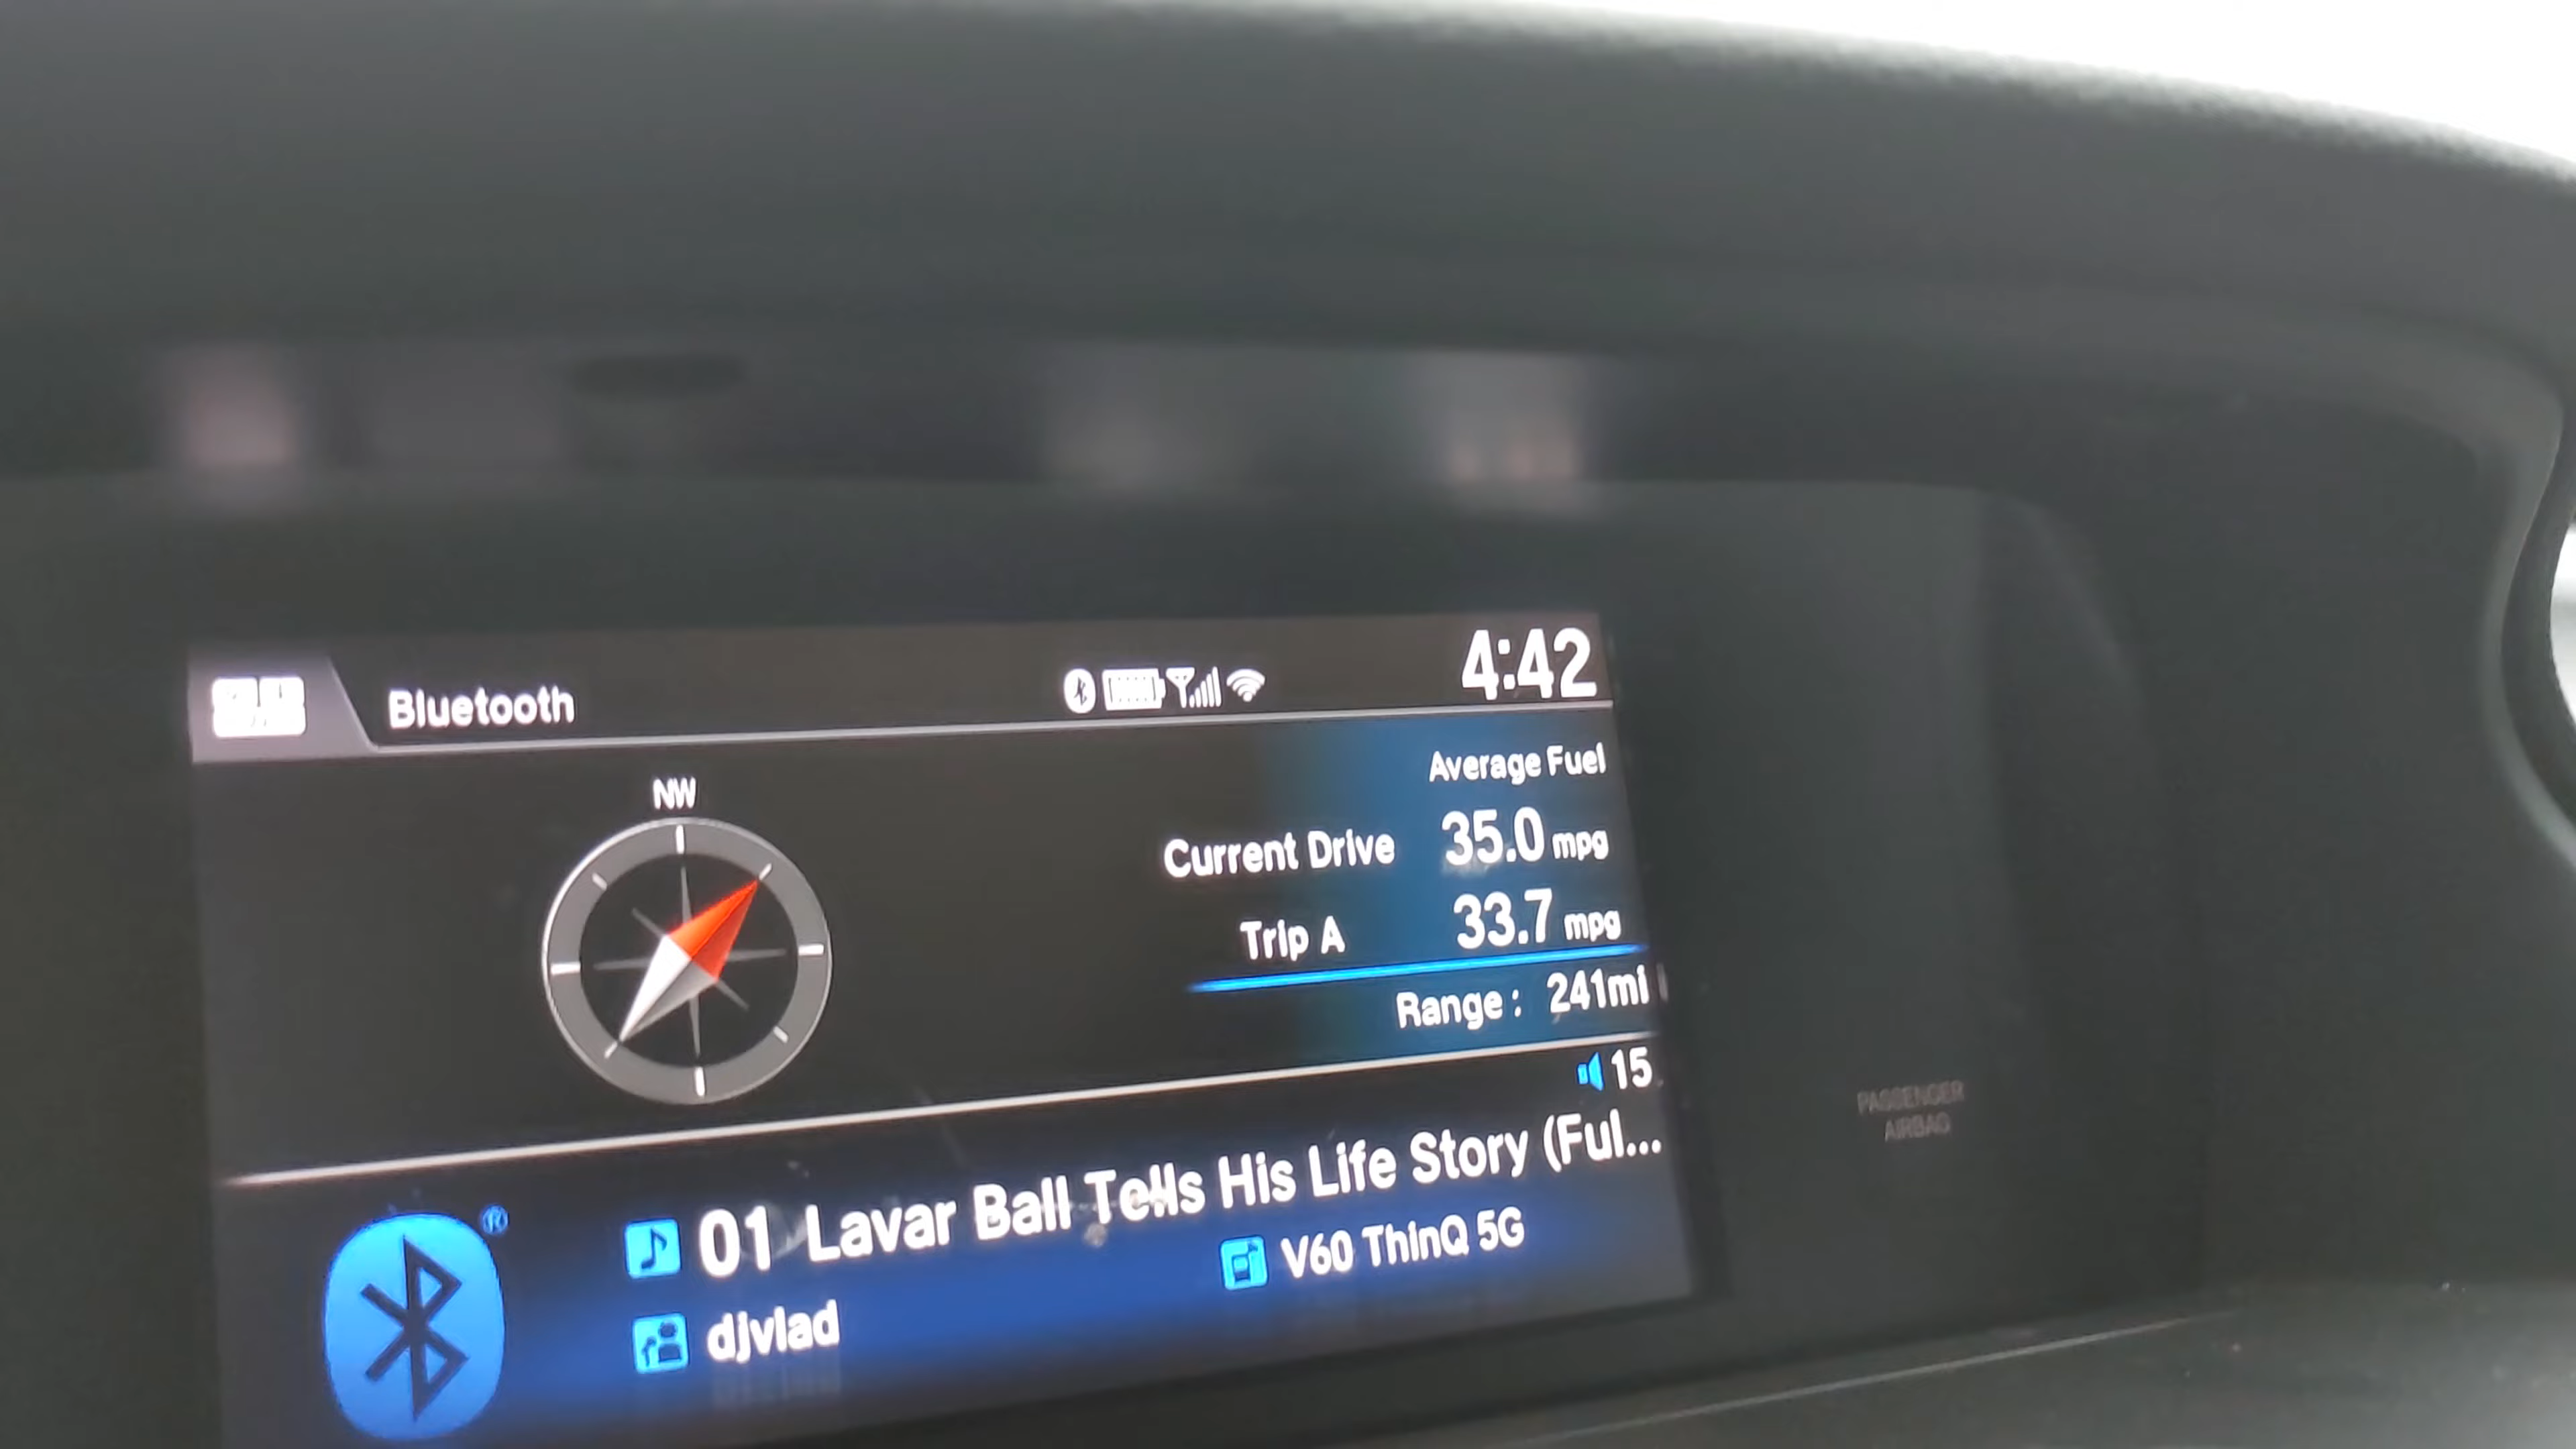 Bluetooth
4:42
NW
Average Fuel
Current Drive 35.0 mpg
Trip A 33.7 mpg
Range : 241mi
15
01 Lavar Ball Tells His Life Story (Ful...
V60 ThinQ 5G
djvlad
®
PASSENGER
AIRBAG